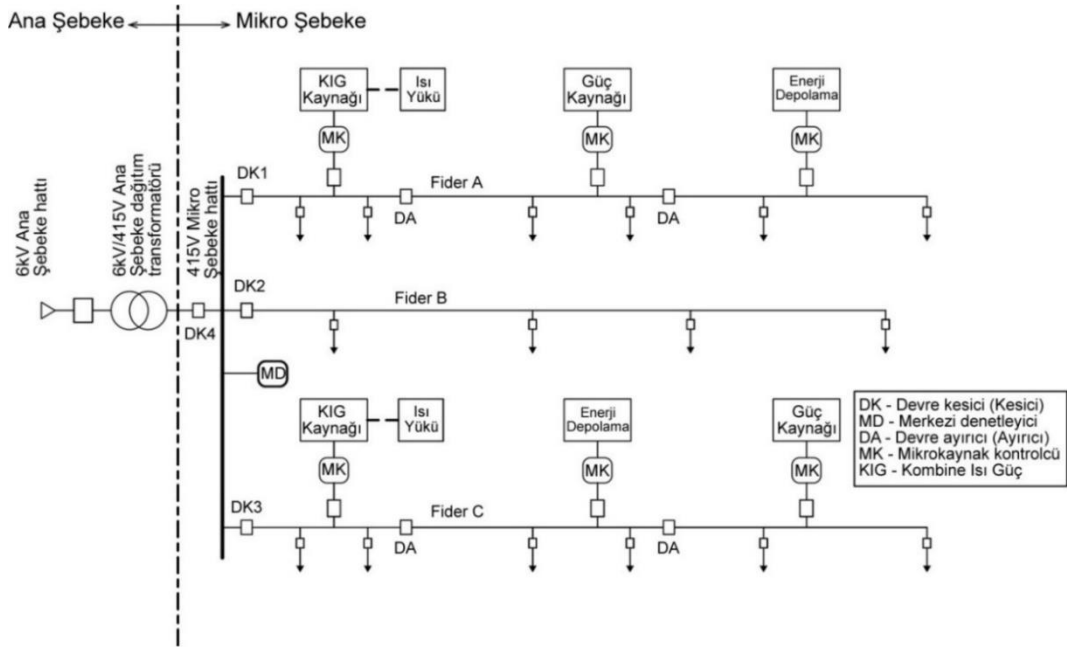 Ana Şebeke
Mikro Şebeke
KIG
Kaynağı
Isı
Yükü
Güç
Kaynağı
Enerji
Depolama
MK
MK
MK
DK1
Fider A
DA
DA
6kV Ana
Şebeke hattı
6kV/415V Ana
Şebeke dağıtım
transformatörü
415V Mikro
Şebeke hattı
DK2
Fider B
DK4
MD
KIG
Kaynağı
Isı
Yükü
Enerji
Depolama
Güç
Kaynağı
MK
MK
MK
DK3
Fider C
DA
DA
DK - Devre kesici (Kesici)
MD - Merkezi denetleyici
DA - Devre ayırıcı (Ayırıcı)
MK - Mikrokaynak kontrolcü
KIG - Kombine Isı Güç